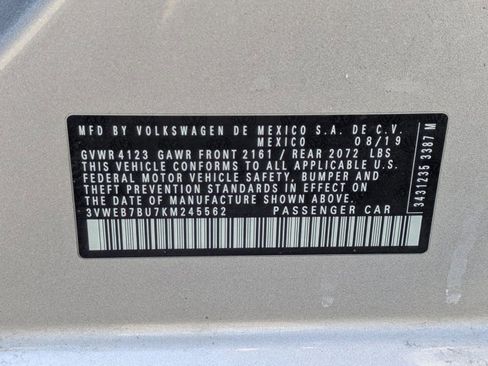 MFD BY VOLKSWAGEN DE MEXICO S.A. DE C.V.
MEXICO 08/19
GVWR 4123 GAWR FRONT 2161 / REAR 2072 LBS
THIS VEHICLE CONFORMS TO ALL APPLICABLE U.S.
FEDERAL MOTOR VEHICLE SAFETY, BUMPER AND
THEFT PREVENTION STANDARDS IN EFFECT ON
THE DATE OF MANUFACTURE SHOWN ABOVE.
3VWEB7BU7KM245562 PASSENGER CAR
3431235 3387 M